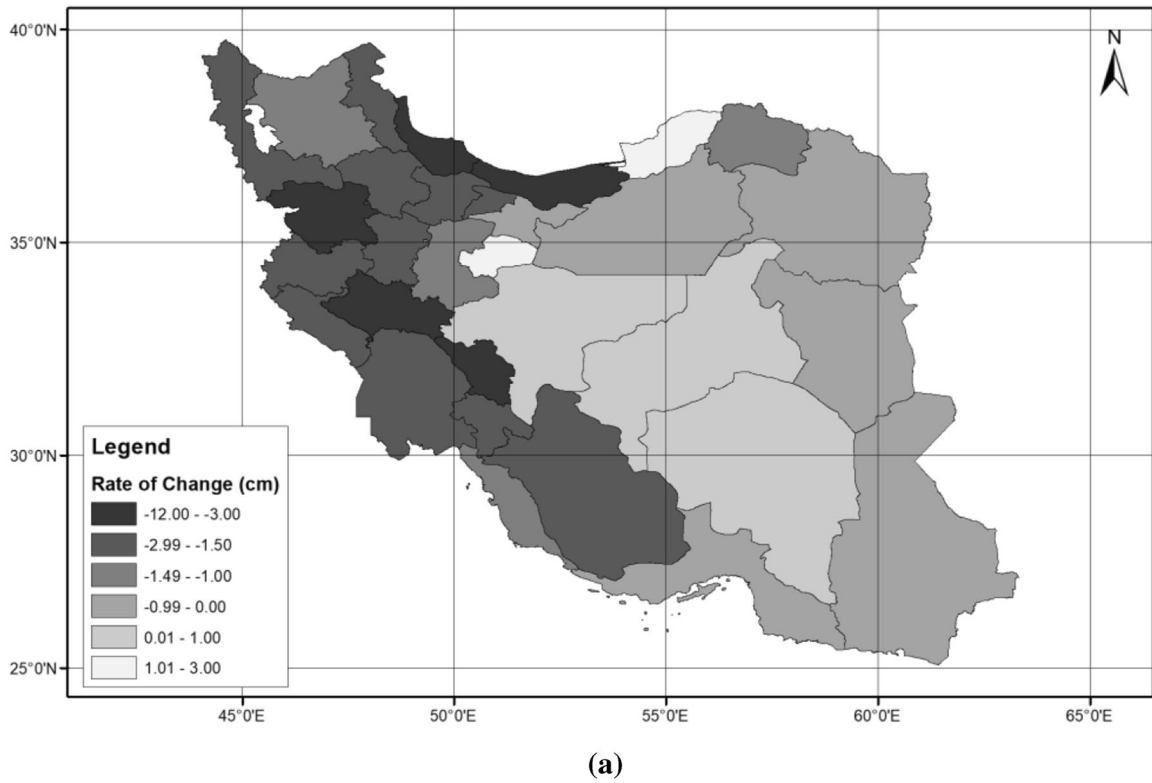 40°0'N
N
35°0'N
30°0'N
Legend
Rate of Change (cm)
-12.00 - -3.00
-2.99 - -1.50
-1.49 - -1.00
-0.99 - 0.00
0.01 - 1.00
1.01 - 3.00
25°0'N
45°0'E 50°0'E 55°0'E 60°0'E 65°0'E
(a)